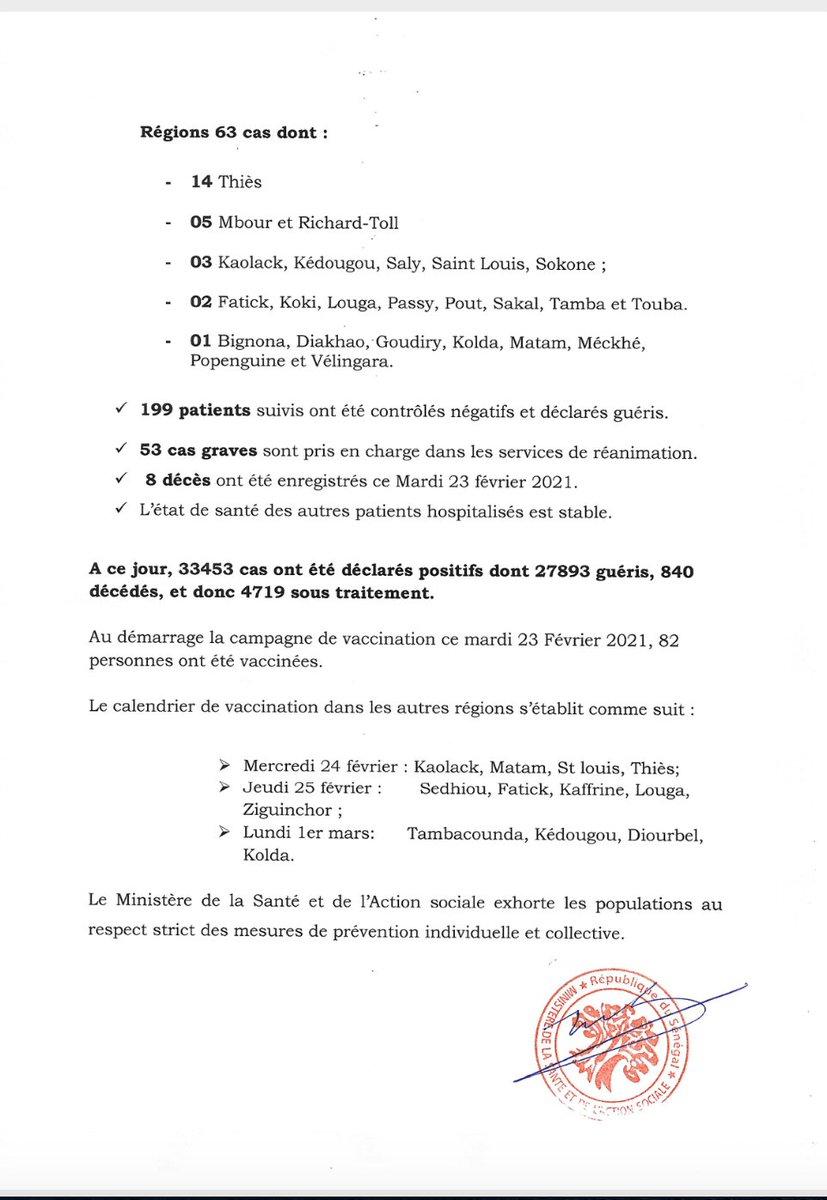 Régions 63 cas dont :
- 14 Thiès
- 05 Mbour et Richard-Toll
- 03 Kaolack, Kédougou, Saly, Saint Louis, Sokone ;
- 02 Fatick, Koki, Louga, Passy, Pout, Sakal, Tamba et Touba.
- 01 Bignona, Diakhao, Goudiry, Kolda, Matam, Méckhé,
Popenguine et Vélingara.
✓ 199 patients suivis ont été contrôlés négatifs et déclarés guéris.
✓ 53 cas graves sont pris en charge dans les services de réanimation.
✓ 8 décès ont été enregistrés ce Mardi 23 février 2021.
✓ L’état de santé des autres patients hospitalisés est stable.
A ce jour, 33453 cas ont été déclarés positifs dont 27893 guéris, 840
décédés, et donc 4719 sous traitement.
Au démarrage la campagne de vaccination ce mardi 23 Février 2021, 82
personnes ont été vaccinées.
Le calendrier de vaccination dans les autres régions s’établit comme suit :
➢ Mercredi 24 février : Kaolack, Matam, St louis, Thiès;
➢ Jeudi 25 février : Sedhiou, Fatick, Kaffrine, Louga,
Ziguinchor ;
➢ Lundi 1er mars: Tambacounda, Kédougou, Diourbel,
Kolda.
Le Ministère de la Santé et de l’Action sociale exhorte les populations au
respect strict des mesures de prévention individuelle et collective.
★ République du Sénégal ★
MINISTERE DE LA SANTE ET DE L'ACTION SOCIALE